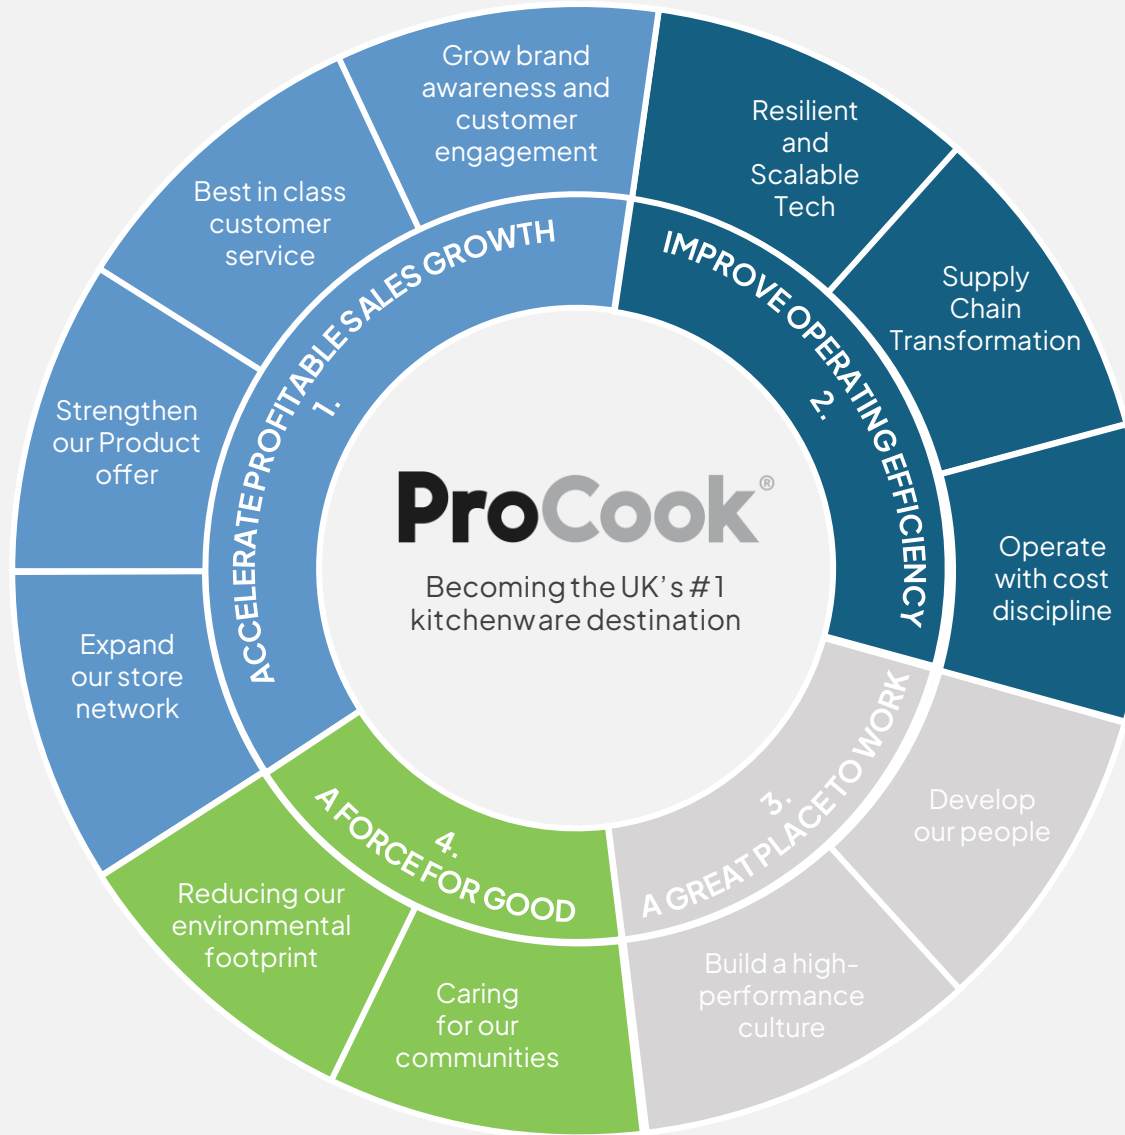 ProCook®
Becoming the UK's #1
kitchenware destination
1.
ACCELERATE PROFITABLE SALES GROWTH
Expand
our store
network
Strengthen
our Product
offer
Best in class
customer
service
Grow brand
awareness and
customer
engagement
2.
IMPROVE OPERATING EFFICIENCY
Resilient
and
Scalable
Tech
Supply
Chain
Transformation
Operate
with cost
discipline
3.
A GREAT PLACE TO WORK
Develop
our people
Build a high-
performance
culture
4.
A FORCE FOR GOOD
Caring
for our
communities
Reducing our
environmental
footprint